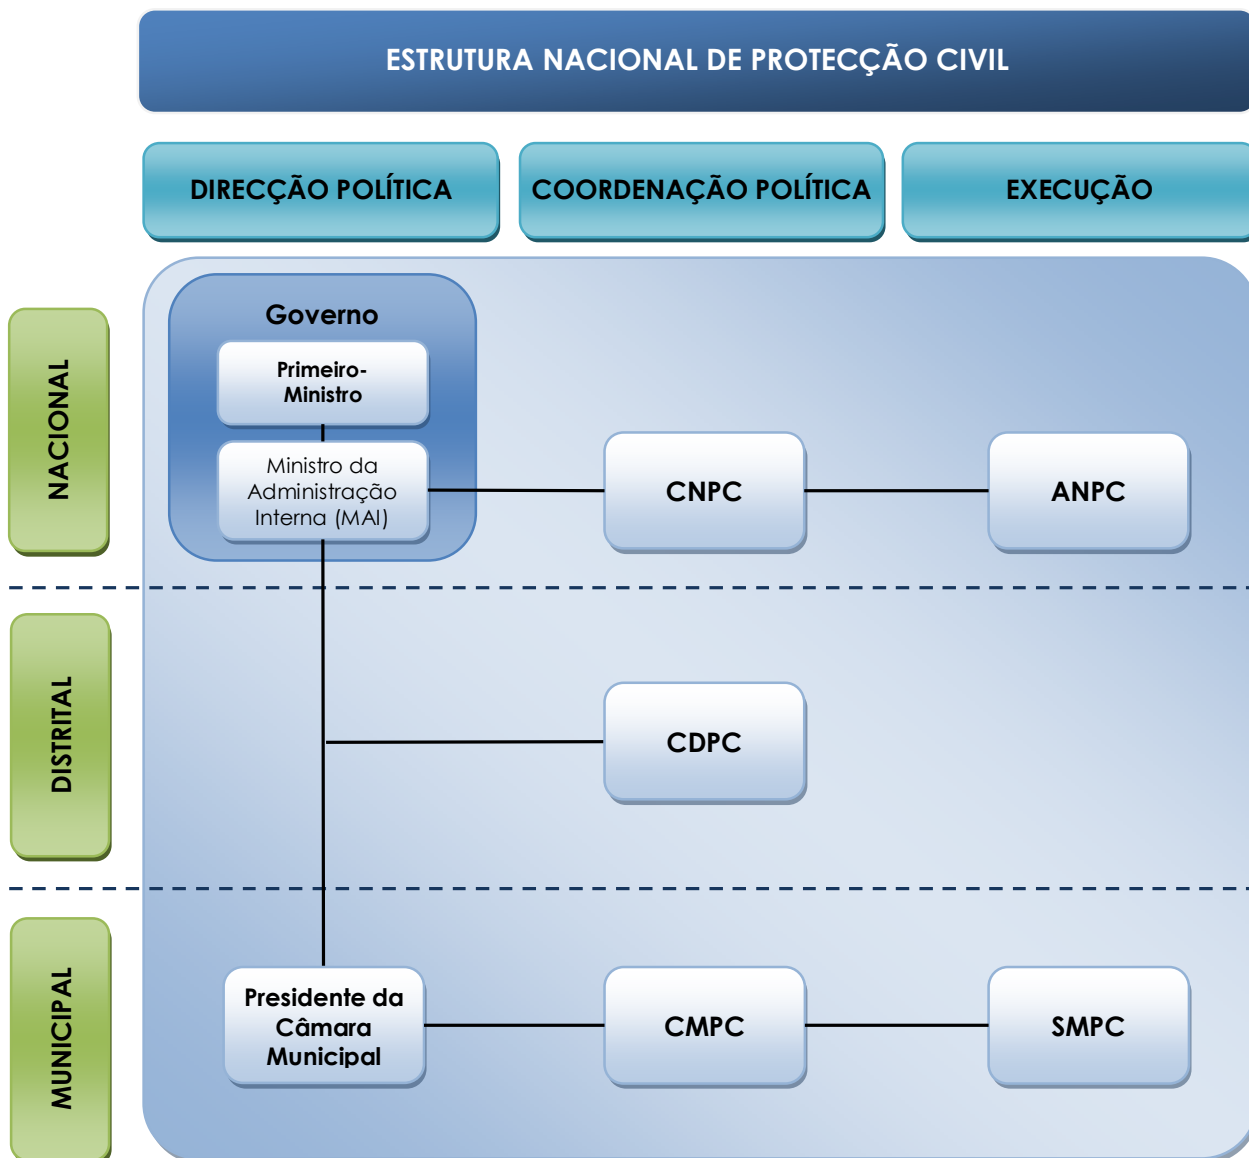 ESTRUTURA NACIONAL DE PROTECÇÃO CIVIL
DIRECÇÃO POLÍTICA
COORDENAÇÃO POLÍTICA
EXECUÇÃO
NACIONAL
Governo
Primeiro-
Ministro
Ministro da
Administração
Interna (MAI)
CNPC
ANPC
DISTRITAL
CDPC
MUNICIPAL
Presidente da
Câmara
Municipal
CMPC
SMPC